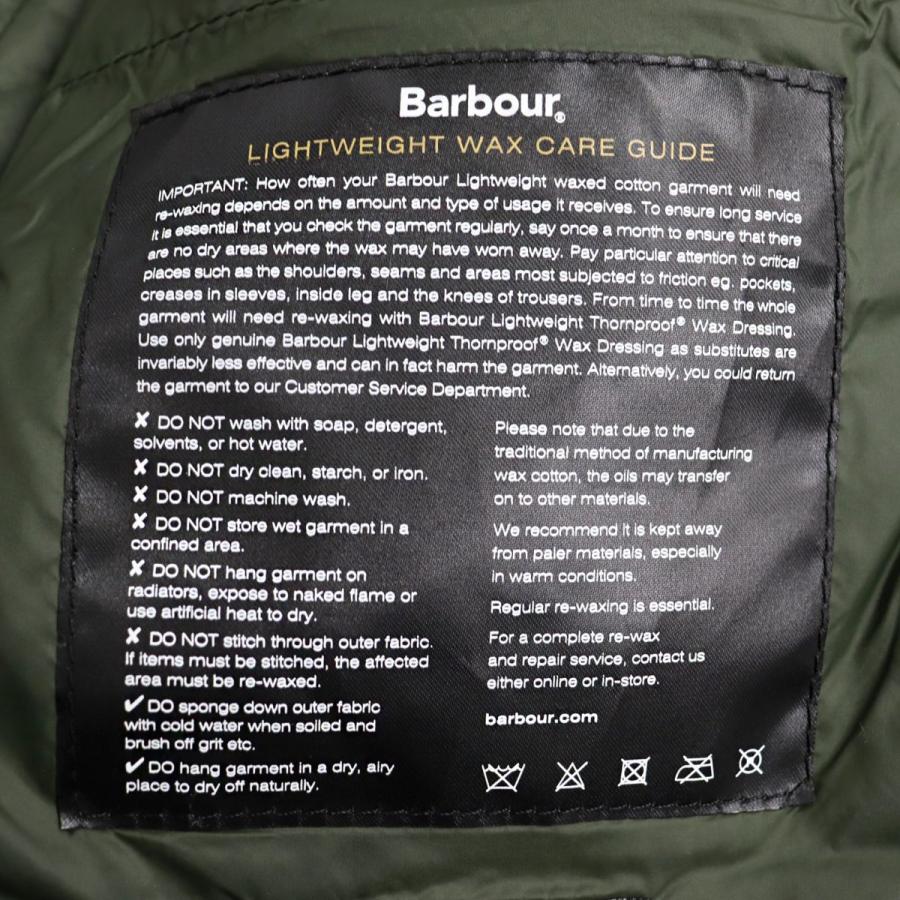 Barbour®
LIGHTWEIGHT WAX CARE GUIDE
IMPORTANT: How often your Barbour Lightweight waxed cotton garment will need
re-waxing depends on the amount and type of usage it receives. To ensure long service
it is essential that you check the garment regularly, say once a month to ensure that there
are no dry areas where the wax may have worn away. Pay particular attention to critical
places such as the shoulders, seams and areas most subjected to friction eg. pockets,
creases in sleeves, inside leg and the knees of trousers. From time to time the whole
garment will need re-waxing with Barbour Lightweight Thornproof® Wax Dressing.
Use only genuine Barbour Lightweight Thornproof® Wax Dressing as substitutes are
invariably less effective and can in fact harm the garment. Alternatively, you could return
the garment to our Customer Service Department.
✘ DO NOT wash with soap, detergent,
solvents, or hot water.
✘ DO NOT dry clean, starch, or iron.
✘ DO NOT machine wash.
✘ DO NOT store wet garment in a
confined area.
✘ DO NOT hang garment on
radiators, expose to naked flame or
use artificial heat to dry.
✘ DO NOT stitch through outer fabric.
If items must be stitched, the affected
area must be re-waxed.
✔ DO sponge down outer fabric
with cold water when soiled and
brush off grit etc.
✔ DO hang garment in a dry, airy
place to dry off naturally.
Please note that due to the
traditional method of manufacturing
wax cotton, the oils may transfer
on to other materials.
We recommend it is kept away
from paler materials, especially
in warm conditions.
Regular re-waxing is essential.
For a complete re-wax
and repair service, contact us
either online or in-store.
barbour.com